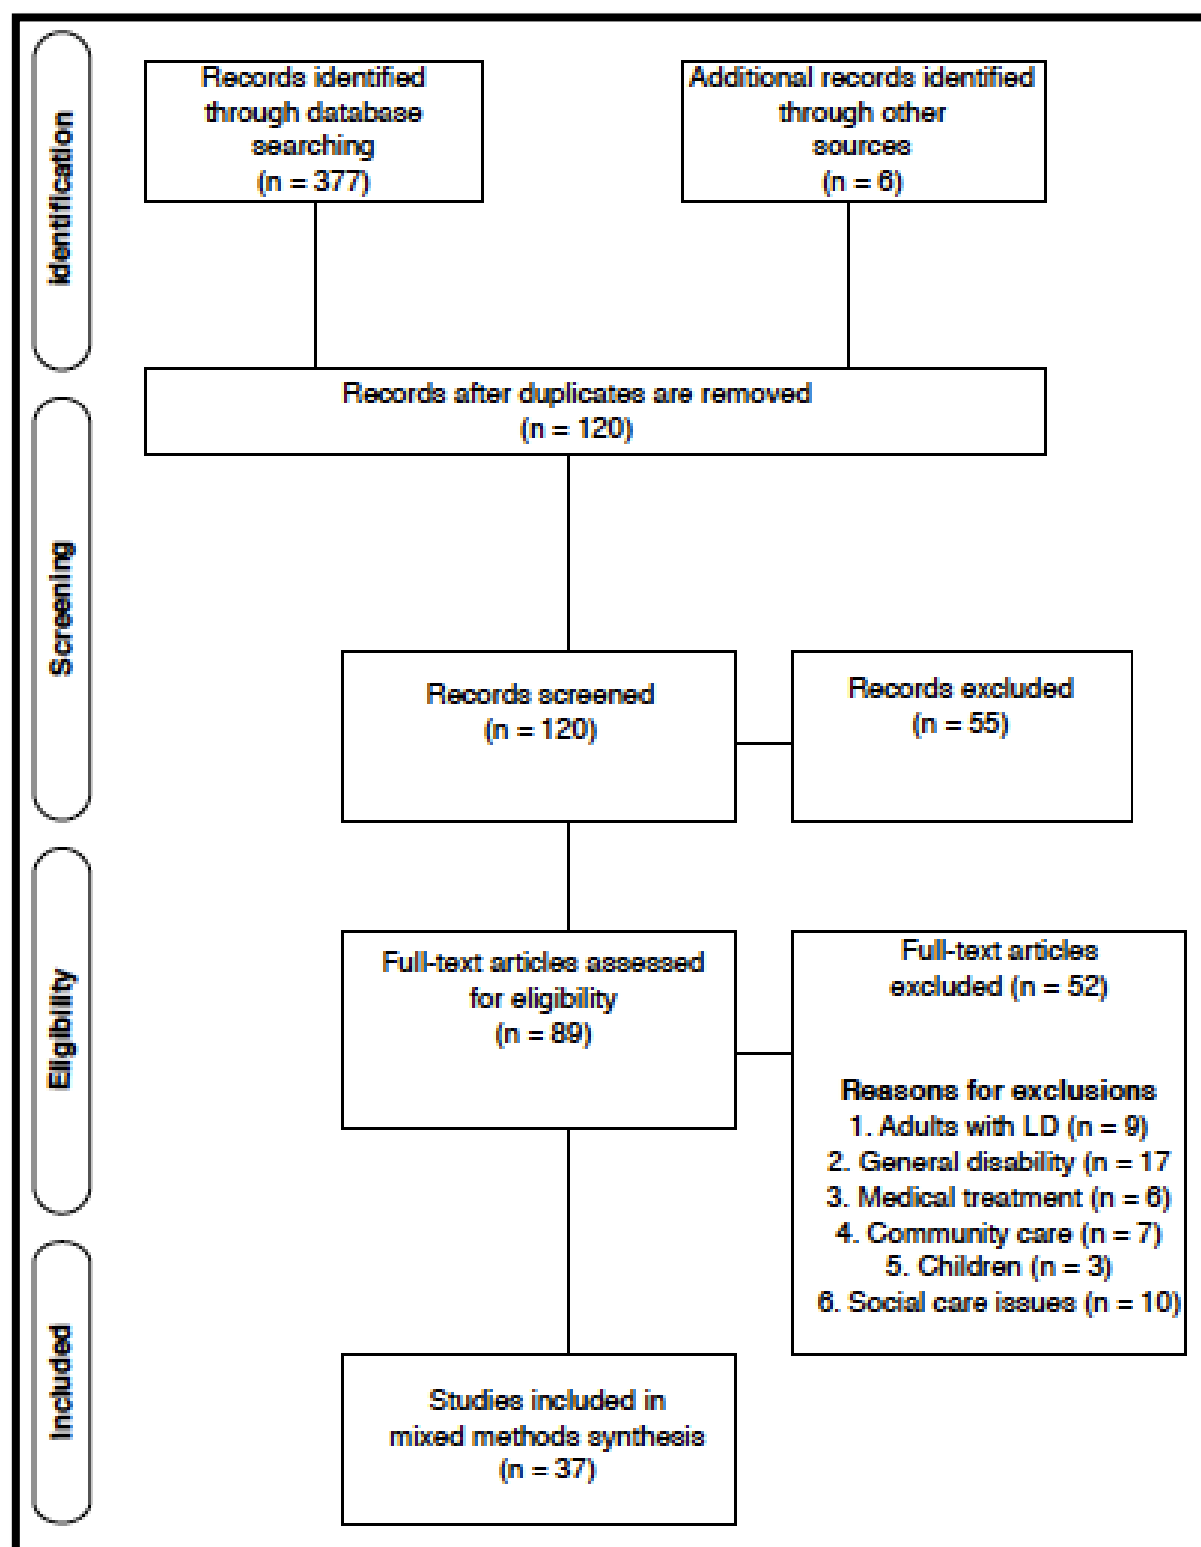 Identification
Records identified
through database
searching
(n = 377)
Additional records identified
through other
sources
(n = 6)
Screening
Records after duplicates are removed
(n = 120)
Records screened
(n = 120)
Records excluded
(n = 55)
Eligibility
Full-text articles assessed
for eligibility
(n = 89)
Full-text articles
excluded (n = 52)
Reasons for exclusions
1. Adults with LD (n = 9)
2. General disability (n = 17
3. Medical treatment (n = 6)
4. Community care (n = 7)
5. Children (n = 3)
6. Social care issues (n = 10)
Included
Studies included in
mixed methods synthesis
(n = 37)